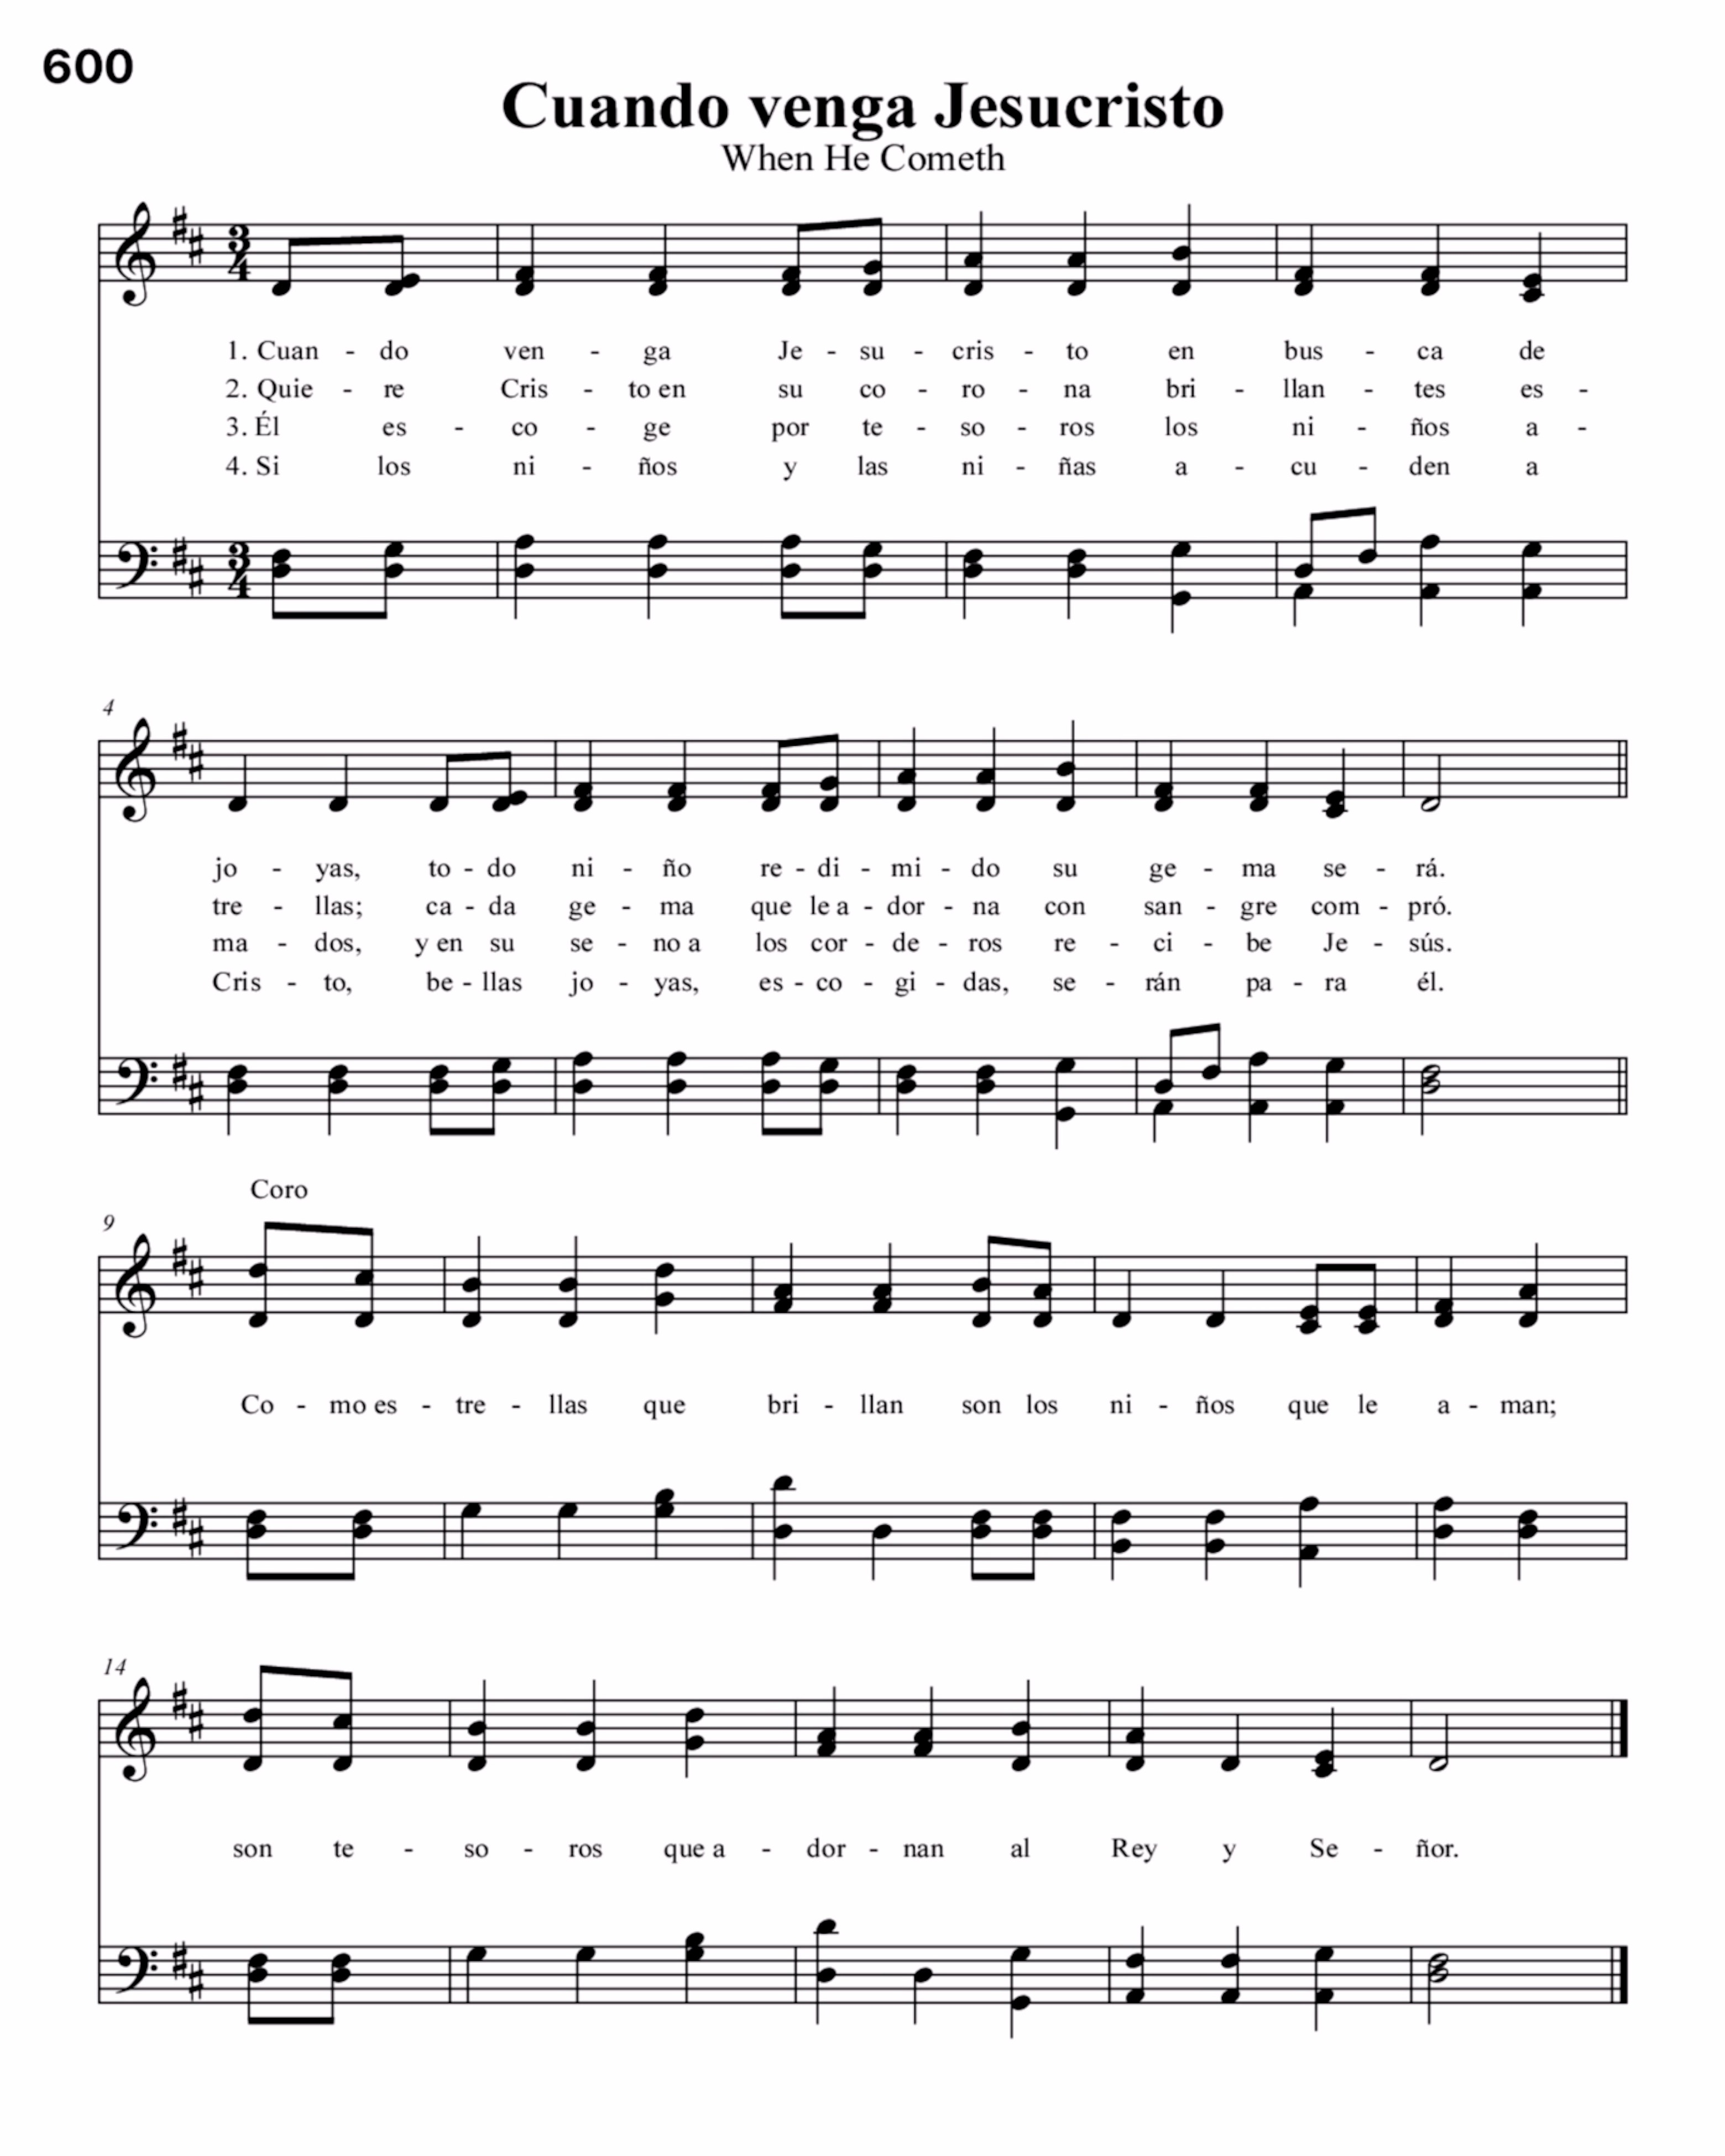 600
Cuando venga Jesucristo
When He Cometh
3
4
1. Cuan - do ven - ga Je - su - cris - to en bus - ca de
2. Quie - re Cris - to en su co - ro - na bri - llan - tes es -
3. Él es - co - ge por te - so - ros los ni - ños a -
4. Si los ni - ños y las ni - ñas a - cu - den a
3
4
4
jo - yas, to - do ni - ño re - di - mi - do su ge - ma se - rá.
tre - llas; ca - da ge - ma que le a - dor - na con san - gre com - pró.
ma - dos, y en su se - no a los cor - de - ros re - ci - be Je - sús.
Cris - to, be - llas jo - yas, es - co - gi - das, se - rán pa - ra él.
Coro
9
Co - mo es - tre - llas que bri - llan son los ni - ños que le a - man;
14
son te - so - ros que a - dor - nan al Rey y Se - ñor.